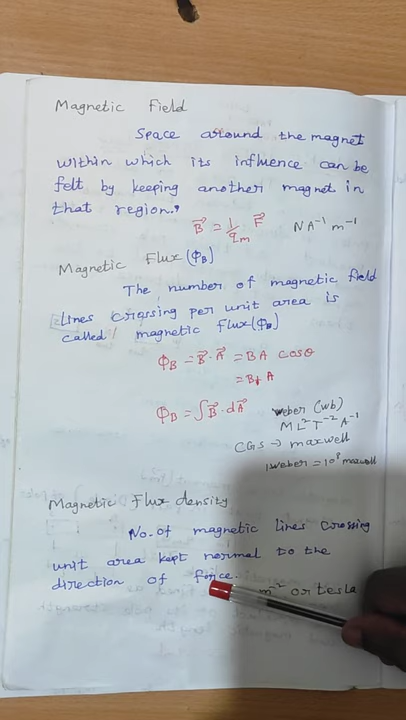 Magnetic Field
Space around the magnet
within which its influence can be
felt by keeping another magnet in
that region.
B⃗ = 1/qm F⃗ N A⁻¹ m⁻¹
Magnetic Flux (ϕB)
The number of magnetic field
lines crossing per unit area is
called magnetic flux (ϕB)
ϕB = B⃗ · A⃗ = BA cosθ
= B⊥ A
ϕB = ∫B⃗ · dA⃗ weber (wb)
ML²T⁻²A⁻¹
CGS → maxwell
1weber = 10⁸ maxwell
Magnetic Flux density
No. of magnetic lines crossing
unit area kept normal to the
direction of force.
m⁻² or tesla